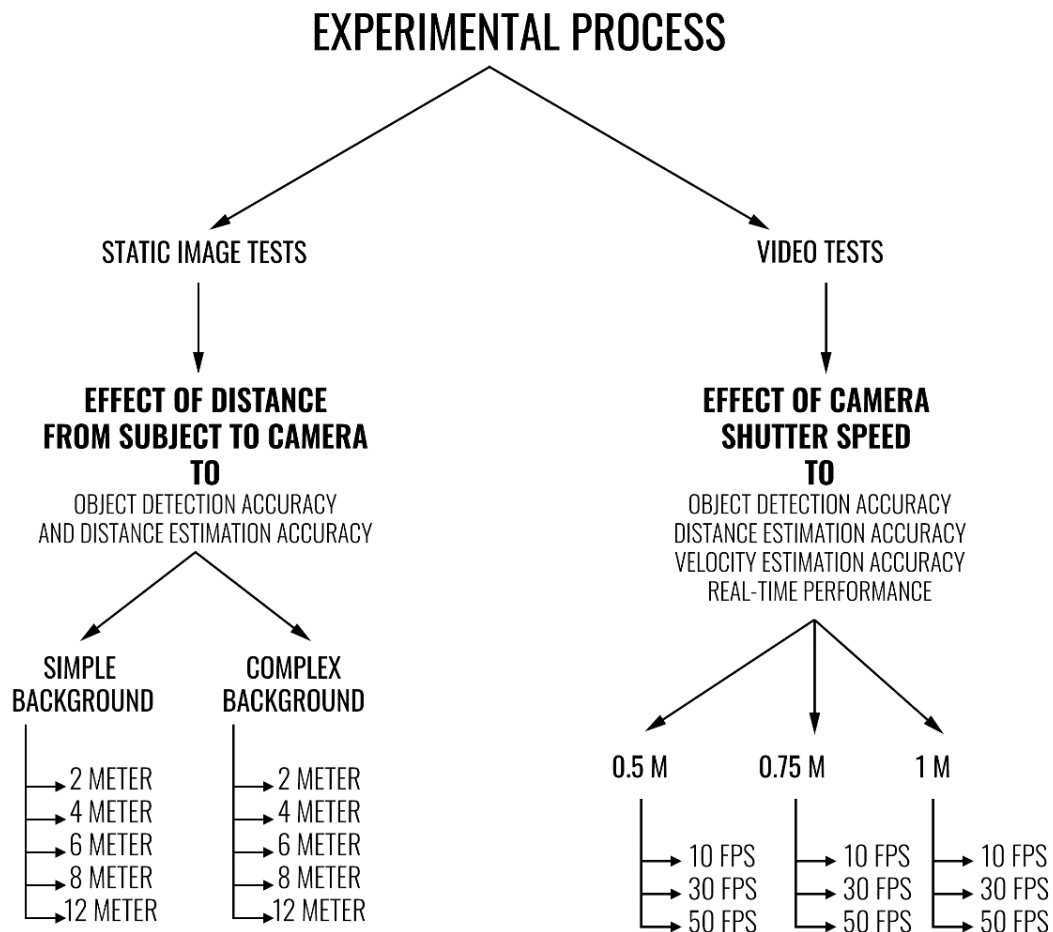 EXPERIMENTAL PROCESS
STATIC IMAGE TESTS
EFFECT OF DISTANCE
FROM SUBJECT TO CAMERA
TO
OBJECT DETECTION ACCURACY
AND DISTANCE ESTIMATION ACCURACY
SIMPLE
BACKGROUND
2 METER
4 METER
6 METER
8 METER
12 METER
COMPLEX
BACKGROUND
2 METER
4 METER
6 METER
8 METER
12 METER
VIDEO TESTS
EFFECT OF CAMERA
SHUTTER SPEED
TO
OBJECT DETECTION ACCURACY
DISTANCE ESTIMATION ACCURACY
VELOCITY ESTIMATION ACCURACY
REAL-TIME PERFORMANCE
0.5 M
10 FPS
30 FPS
50 FPS
0.75 M
10 FPS
30 FPS
50 FPS
1 M
10 FPS
30 FPS
50 FPS